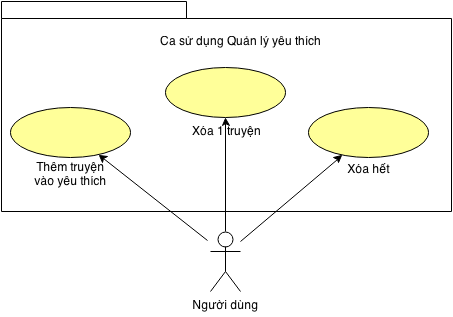 Ca sử dụng Quản lý yêu thích
Xóa 1 truyện
Thêm truyện
vào yêu thích
Xóa hết
Người dùng